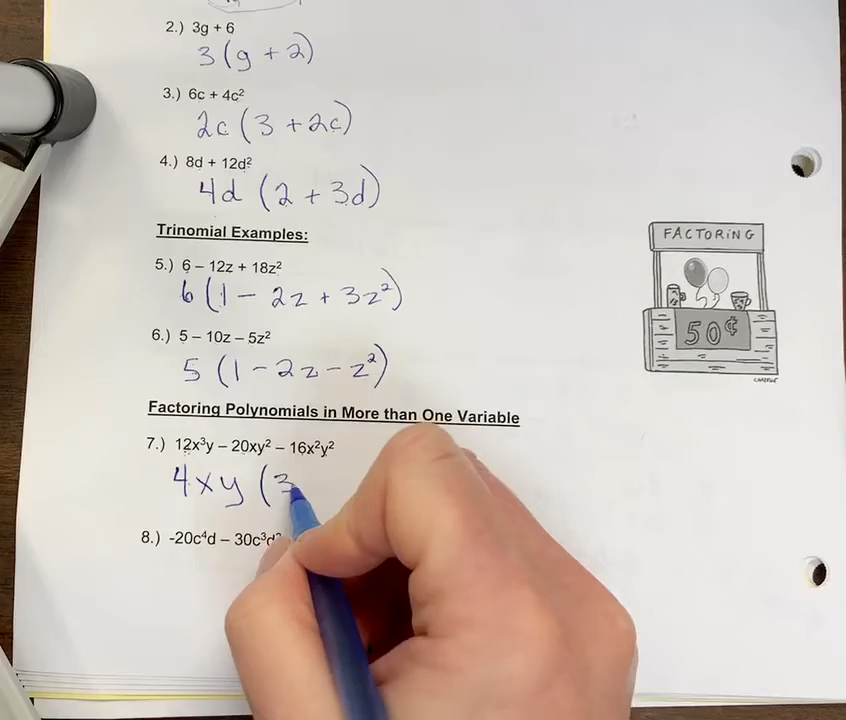 2.) 3g + 6
3 (g + 2)
3.) 6c + 4c²
2c (3 + 2c)
4.) 8d + 12d²
4d (2 + 3d)
Trinomial Examples:
5.) 6 – 12z + 18z²
6 (1 – 2z + 3z²)
6.) 5 – 10z – 5z²
5 (1 – 2z – z²)
Factoring Polynomials in More than One Variable
7.) 12x³y – 20xy² – 16x²y²
4xy (3
8.) -20c⁴d – 30c³d
FACTORING
50¢